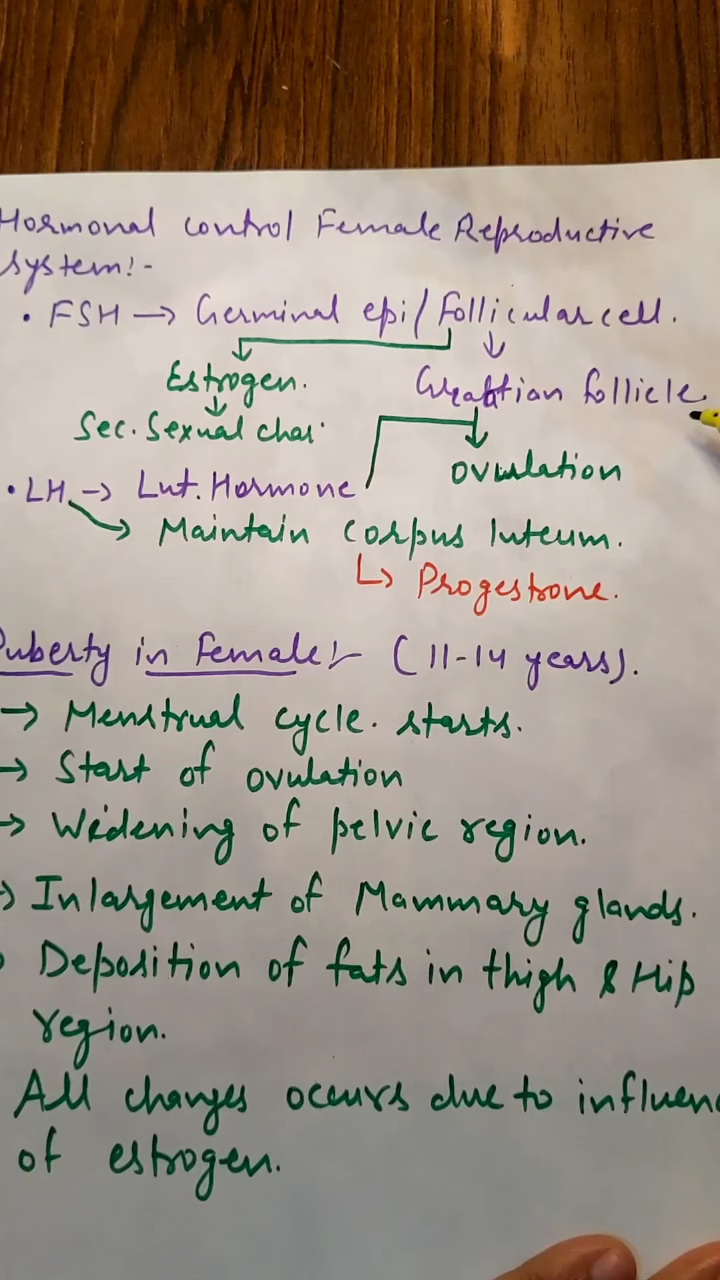 Hormonal control Female Reproductive
system:-
• FSH → Germinal epi/Follicular cell.
Estrogen. Graafian follicle.
Sec. Sexual char.
Ovulation
• LH → Lut. Hormone
→ Maintain Corpus luteum.
↳ Progestrone.
Puberty in Female:- (11-14 years).
→ Menstrual cycle. starts.
→ Start of ovulation
→ Widening of pelvic region.
→ Inlargement of Mammary glands.
Deposition of fats in thigh & Hip
region.
All changes occurs due to influen
of estrogen.